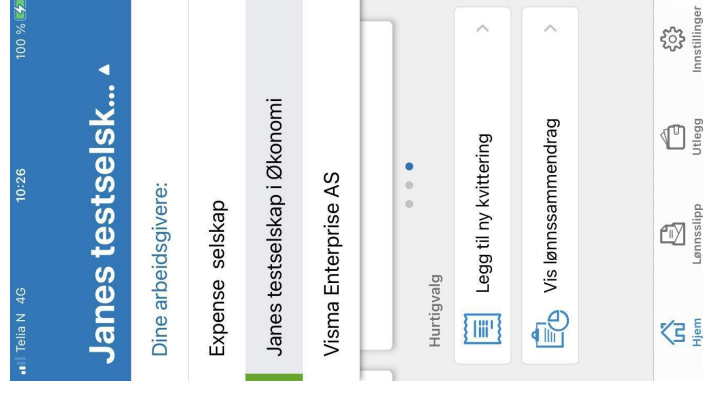 Telia N 4G 10:26 100 %
Janes testselsk...
Dine arbeidsgivere:
Expense selskap
Janes testselskap i Økonomi
Visma Enterprise AS
Hurtigvalg
Legg til ny kvittering
Vis lønnssammendrag
Hjem Lønnsslipp Utlegg Innstillinger